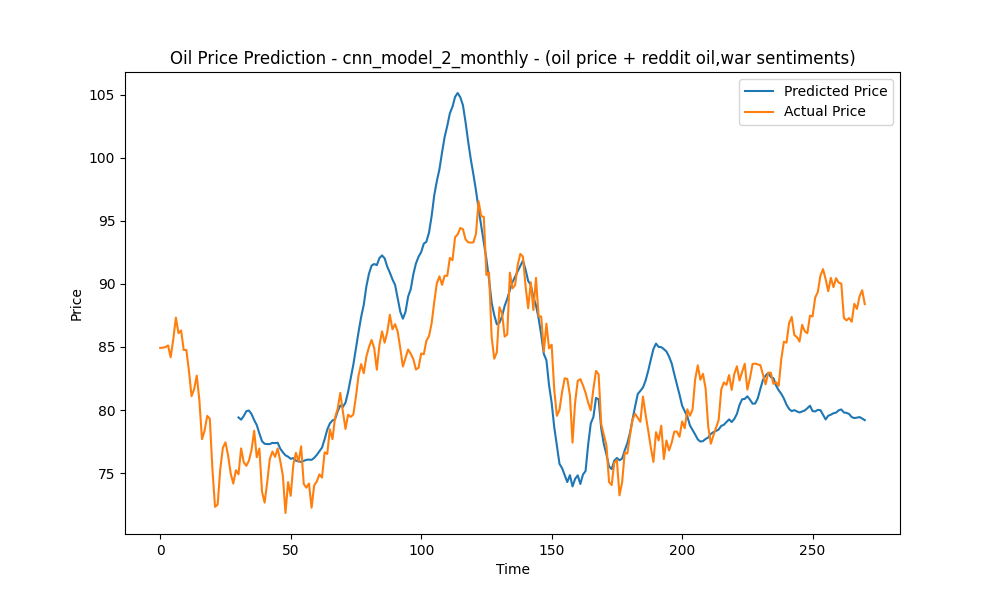 Oil Price Prediction - cnn_model_2_monthly - (oil price + reddit oil,war sentiments)
Predicted Price
Actual Price
105
100
95
90
85
80
75
Price
0 50 100 150 200 250
Time